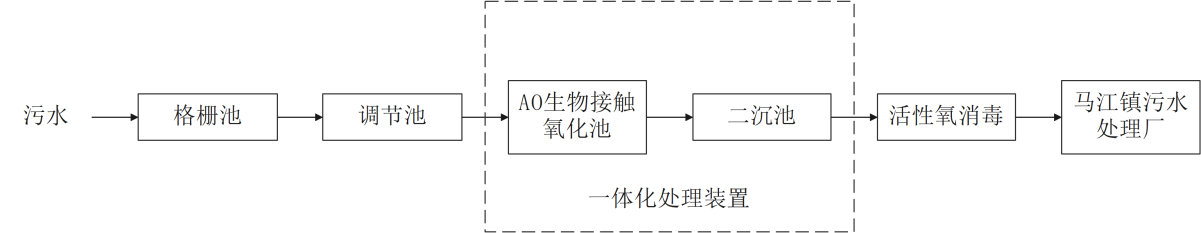 污水
格栅池
调节池
AO生物接触
氧化池
二沉池
活性氧消毒
马江镇污水
处理厂
一体化处理装置